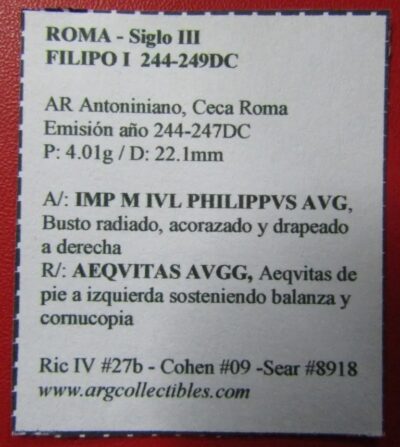 ROMA - Siglo III
FILIPO I 244-249DC
AR Antoniniano, Ceca Roma
Emisión año 244-247DC
P: 4.01g / D: 22.1mm
A/: IMP M IVL PHILIPPVS AVG,
Busto radiado, acorazado y drapeado
a derecha
R/: AEQVITAS AVGG, Aeqvitas de
pie a izquierda sosteniendo balanza y
cornucopia
Ric IV #27b - Cohen #09 -Sear #8918
www.argcollectibles.com